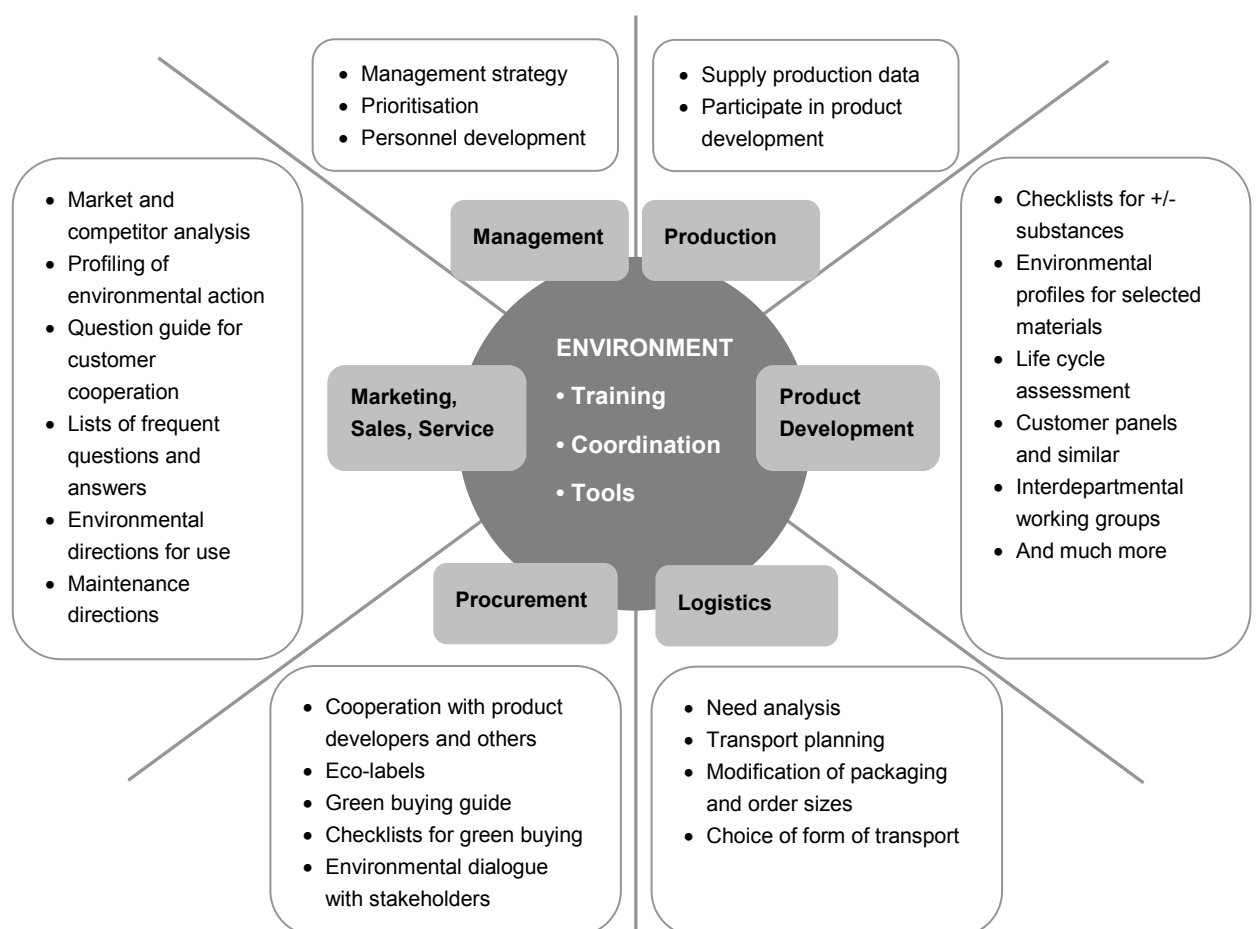 • Management strategy
• Prioritisation
• Personnel development
• Supply production data
• Participate in product
development
• Market and
competitor analysis
• Profiling of
environmental action
• Question guide for
customer
cooperation
• Lists of frequent
questions and
answers
• Environmental
directions for use
• Maintenance
directions
Management
Production
• Checklists for +/-
substances
• Environmental
profiles for selected
materials
• Life cycle
assessment
• Customer panels
and similar
• Interdepartmental
working groups
• And much more
ENVIRONMENT
• Training
• Coordination
• Tools
Marketing,
Sales, Service
Product
Development
Procurement
Logistics
• Cooperation with product
developers and others
• Eco-labels
• Green buying guide
• Checklists for green buying
• Environmental dialogue
with stakeholders
• Need analysis
• Transport planning
• Modification of packaging
and order sizes
• Choice of form of transport